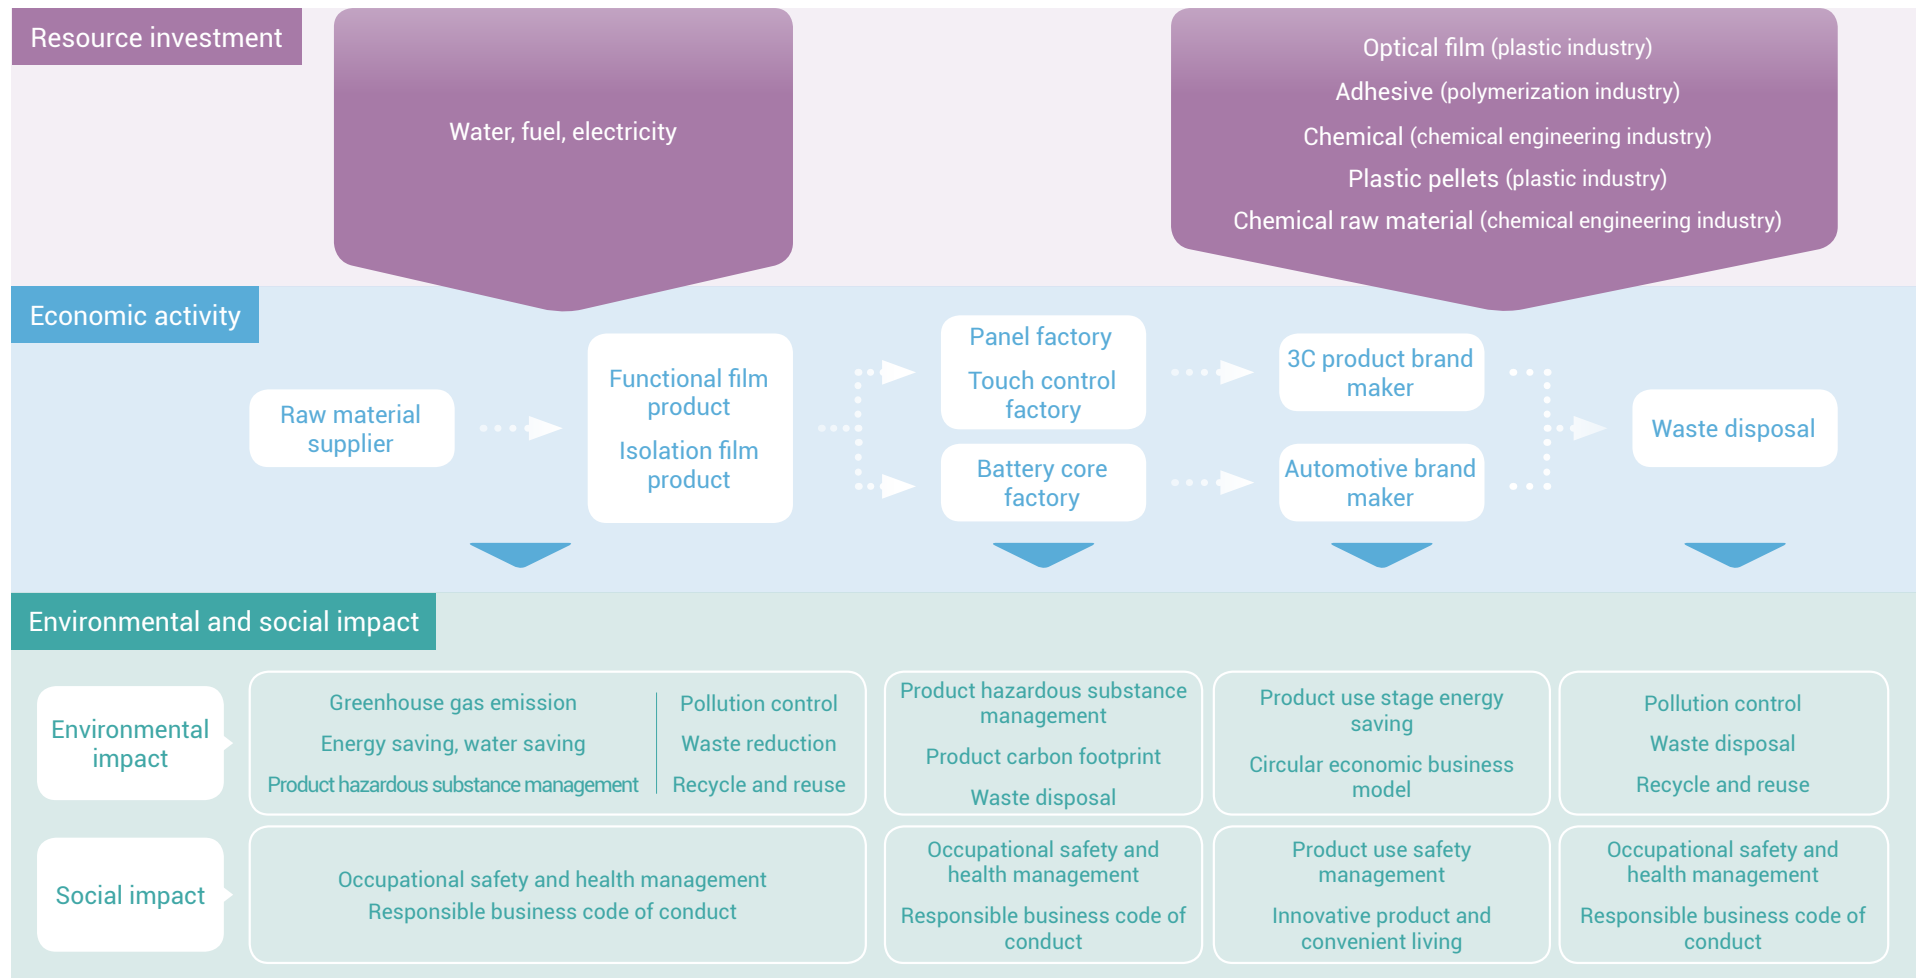 Resource investment
Water, fuel, electricity
Optical film (plastic industry)
Adhesive (polymerization industry)
Chemical (chemical engineering industry)
Plastic pellets (plastic industry)
Chemical raw material (chemical engineering industry)
Economic activity
Raw material
supplier
Functional film
product
Isolation film
product
Panel factory
Touch control
factory
Battery core
factory
3C product brand
maker
Automotive brand
maker
Waste disposal
Environmental and social impact
Environmental
impact
Greenhouse gas emission
Energy saving, water saving
Product hazardous substance management
Pollution control
Waste reduction
Recycle and reuse
Product hazardous substance
management
Product carbon footprint
Waste disposal
Product use stage energy
saving
Circular economic business
model
Pollution control
Waste disposal
Recycle and reuse
Social impact
Occupational safety and health management
Responsible business code of conduct
Occupational safety and
health management
Responsible business code of
conduct
Product use safety
management
Innovative product and
convenient living
Occupational safety and
health management
Responsible business code of
conduct